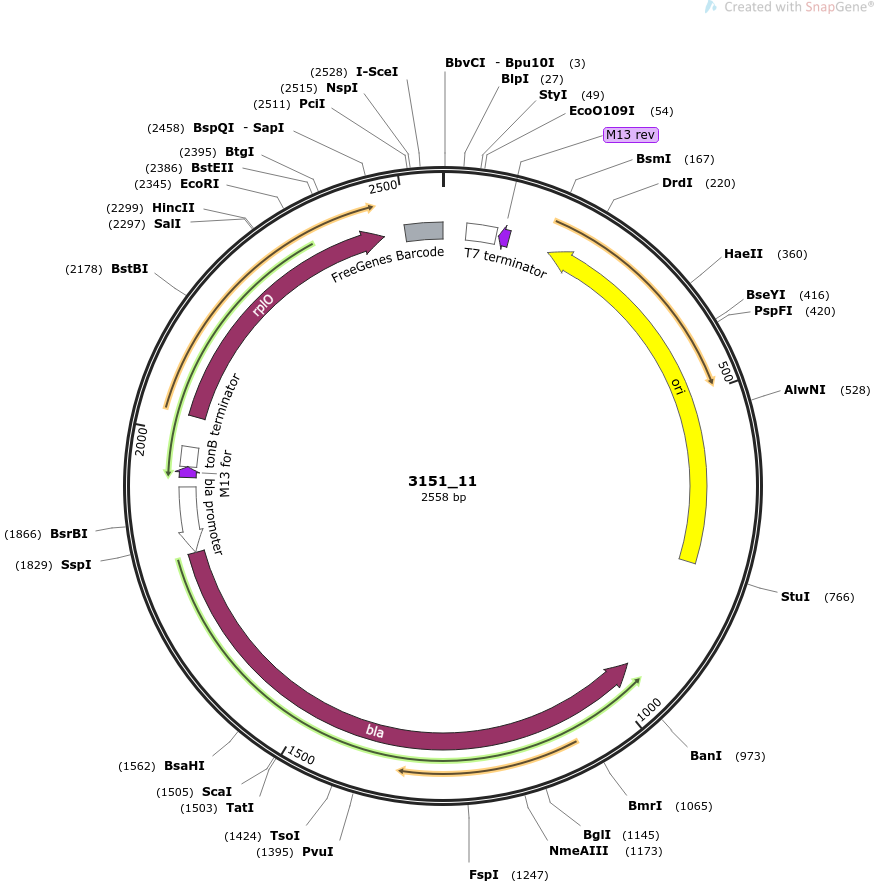 Created with SnapGene®
BbvCI - Bpu10I (3)
BlpI (27)
StyI (49)
EcoO109I (54)
M13 rev
BsmI (167)
DrdI (220)
HaeII (360)
BseYI (416)
PspFI (420)
AlwNI (528)
StuI (766)
BanI (973)
BmrI (1065)
BglI (1145)
NmeAIII (1173)
FspI (1247)
(1395) PvuI
(1424) TsoI
(1503) TatI
(1505) ScaI
(1562) BsaHI
(1829) SspI
(1866) BsrBI
(2178) BstBI
(2297) SalI
(2299) HincII
(2345) EcoRI
(2386) BstEII
(2395) BtgI
(2458) BspQI - SapI
(2511) PciI
(2515) NspI
(2528) I-SceI
500
1000
1500
2000
2500
T7 terminator
ori
bla
bla promoter
M13 for
tonB terminator
rplO
FreeGenes Barcode
3151_11
2558 bp